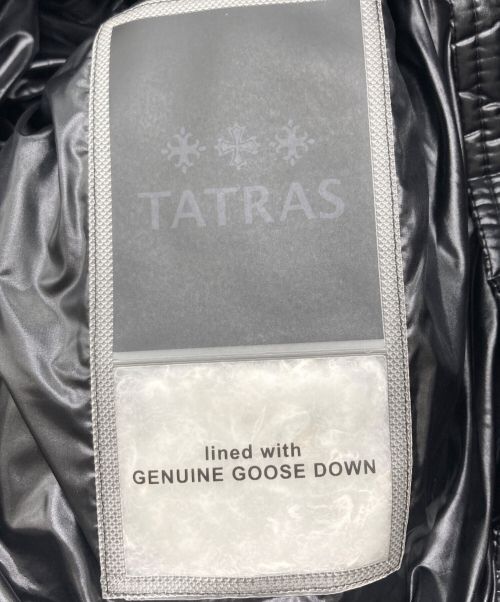 TATRAS
lined with
GENUINE GOOSE DOWN